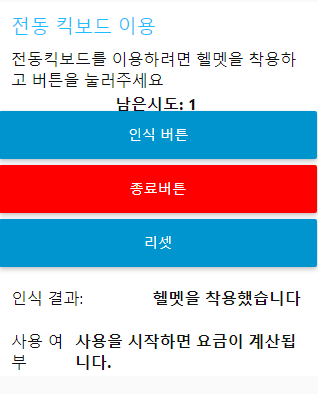 전동 킥보드 이용
전동킥보드를 이용하려면 헬멧을 착용하
고 버튼을 눌러주세요
남은시도: 1
인식 버튼
종료버튼
리셋
인식 결과: 헬멧을 착용했습니다
사용 여 사용을 시작하면 요금이 계산됩
부 니다.